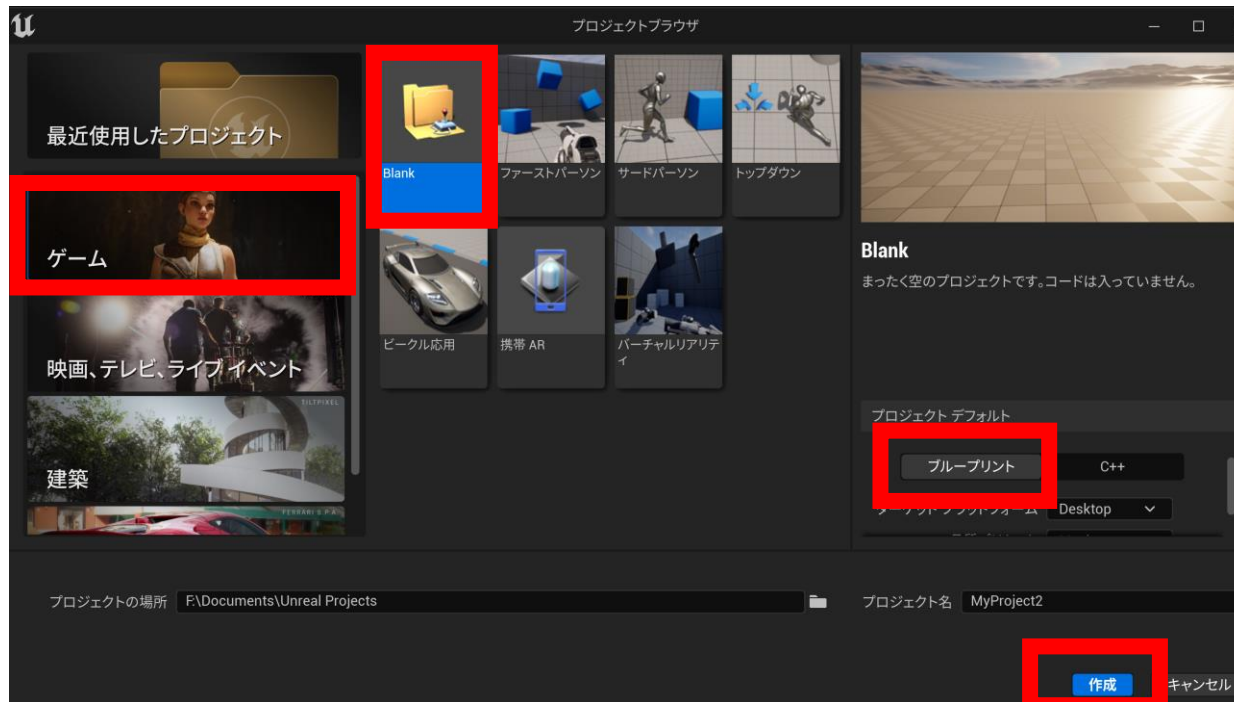 プロジェクトブラウザ
最近使用したプロジェクト
ゲーム
映画、テレビ、ライブ イベント
TILTPIXEL
建築
FERRARI S.P.A.
Blank
ファーストパーソン
サードパーソン
トップダウン
ビークル応用
携帯 AR
バーチャルリアリテ
ィ
Blank
まったく空のプロジェクトです。コードは入っていません。
プロジェクト デフォルト
ブループリント
C++
Desktop
プロジェクトの場所
F:\Documents\Unreal Projects
プロジェクト名
MyProject2
作成
キャンセル